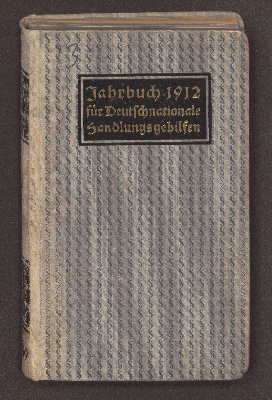 Jahrbuch 1912
für Deutschnationale
Handlungsgehilfen